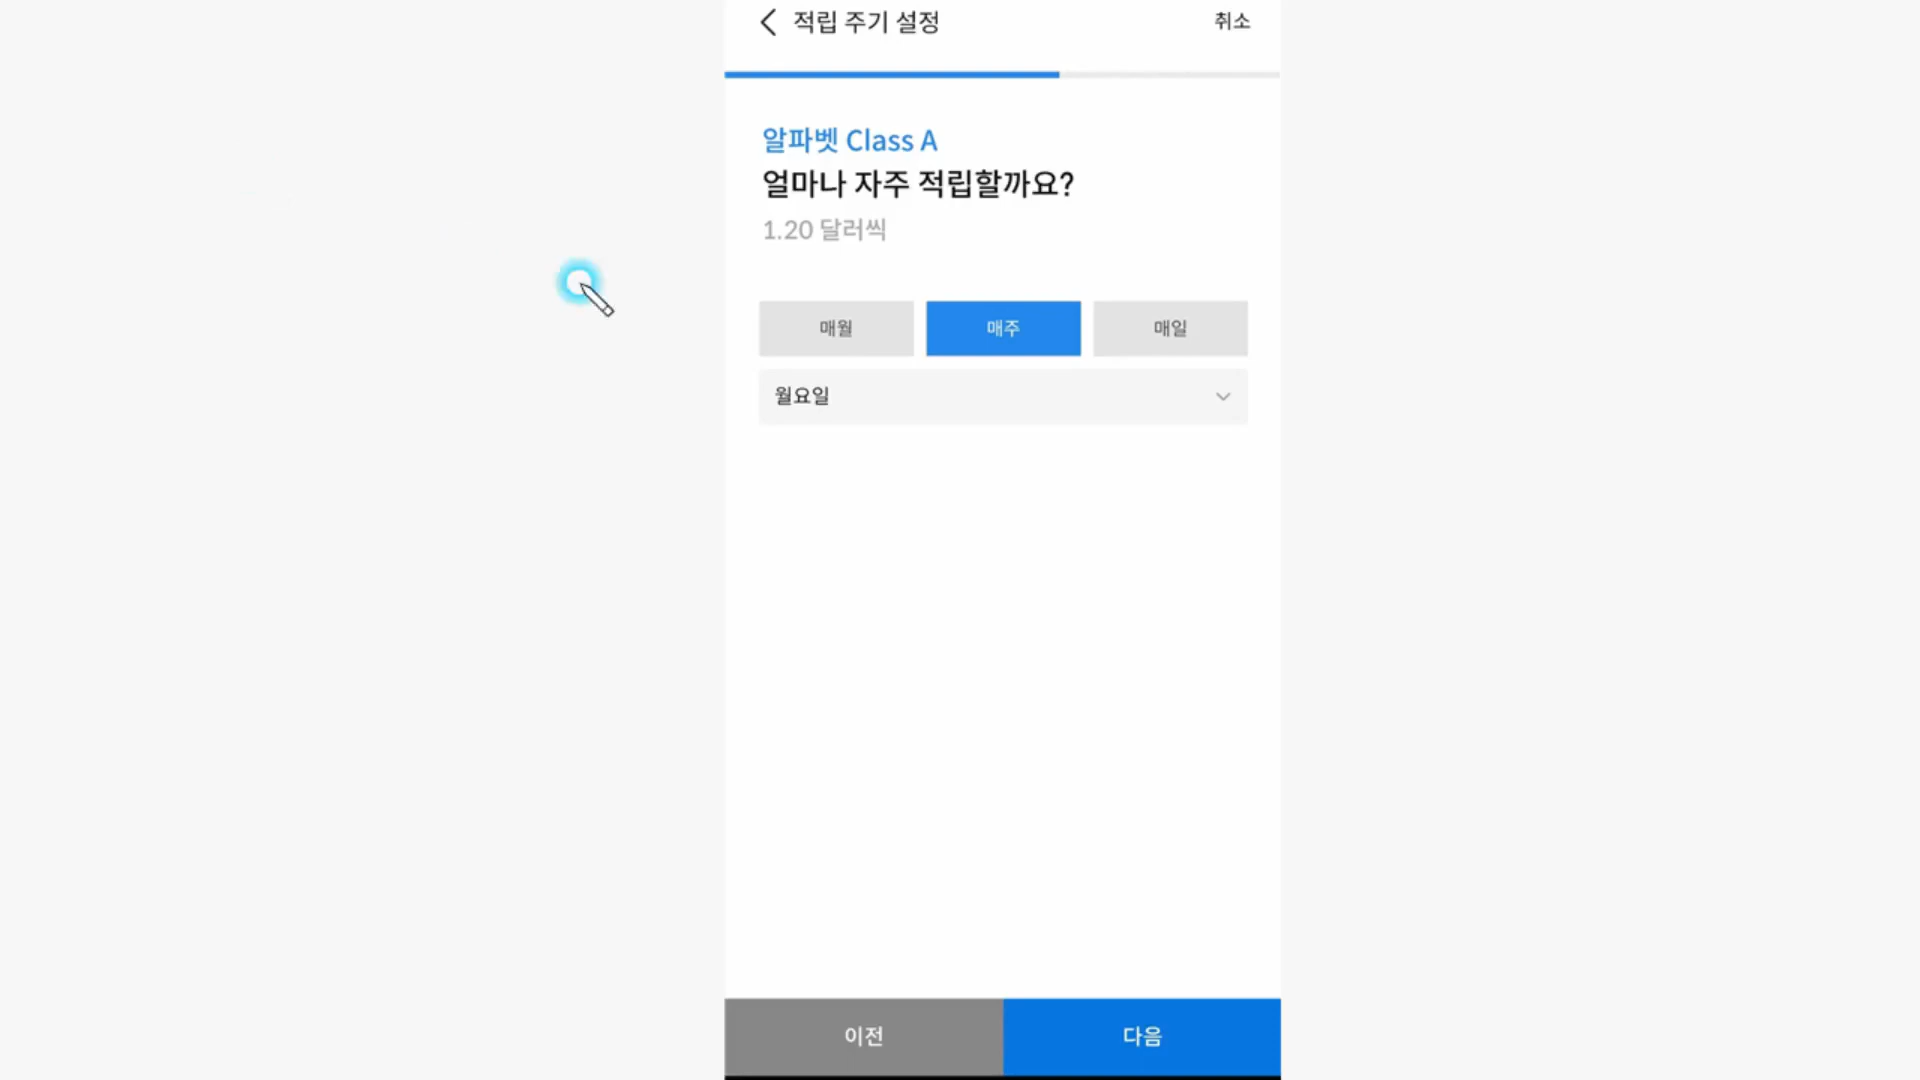 적립 주기 설정 취소
알파벳 Class A
얼마나 자주 적립할까요?
1.20 달러씩
매월 매주 매일
월요일
이전 다음